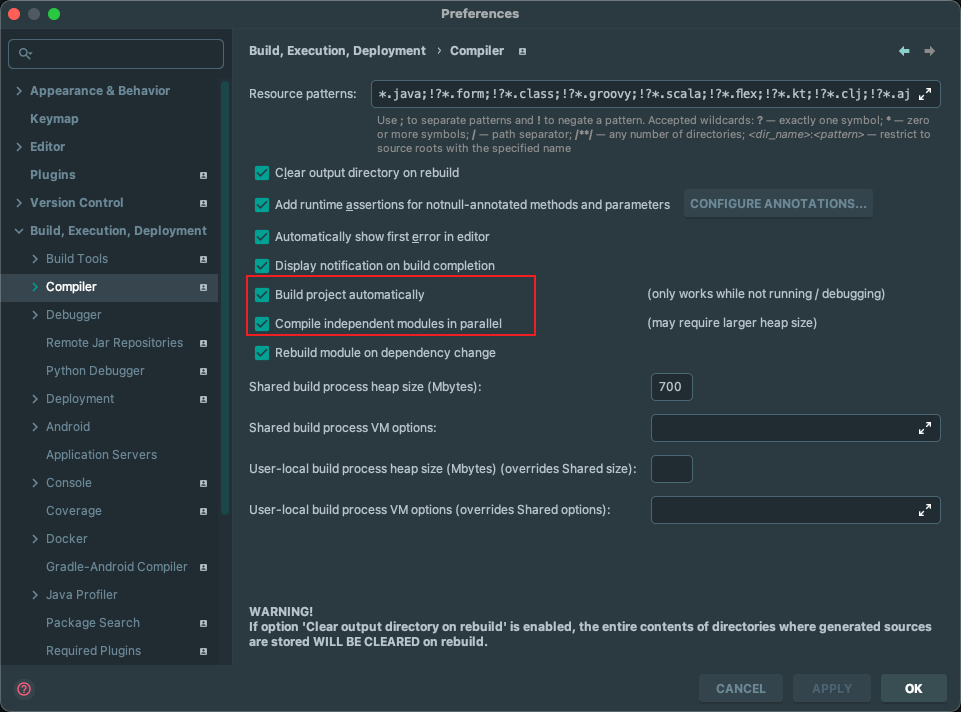 Preferences
Build, Execution, Deployment › Compiler
Appearance & Behavior
Keymap
Editor
Plugins
Version Control
Build, Execution, Deployment
Build Tools
Compiler
Debugger
Remote Jar Repositories
Python Debugger
Deployment
Android
Application Servers
Console
Coverage
Docker
Gradle-Android Compiler
Java Profiler
Package Search
Required Plugins
Resource patterns: *.java;!?*.form;!?*.class;!?*.groovy;!?*.scala;!?*.flex;!?*.kt;!?*.clj;!?*.aj
Use ; to separate patterns and ! to negate a pattern. Accepted wildcards: ? — exactly one symbol; * — zero
or more symbols; / — path separator; /**/ — any number of directories; <dir_name>:<pattern> — restrict to
source roots with the specified name
Clear output directory on rebuild
Add runtime assertions for notnull-annotated methods and parameters CONFIGURE ANNOTATIONS...
Automatically show first error in editor
Display notification on build completion
Build project automatically (only works while not running / debugging)
Compile independent modules in parallel (may require larger heap size)
Rebuild module on dependency change
Shared build process heap size (Mbytes): 700
Shared build process VM options:
User-local build process heap size (Mbytes) (overrides Shared size):
User-local build process VM options (overrides Shared options):
WARNING!
If option 'Clear output directory on rebuild' is enabled, the entire contents of directories where generated sources
are stored WILL BE CLEARED on rebuild.
? CANCEL APPLY OK